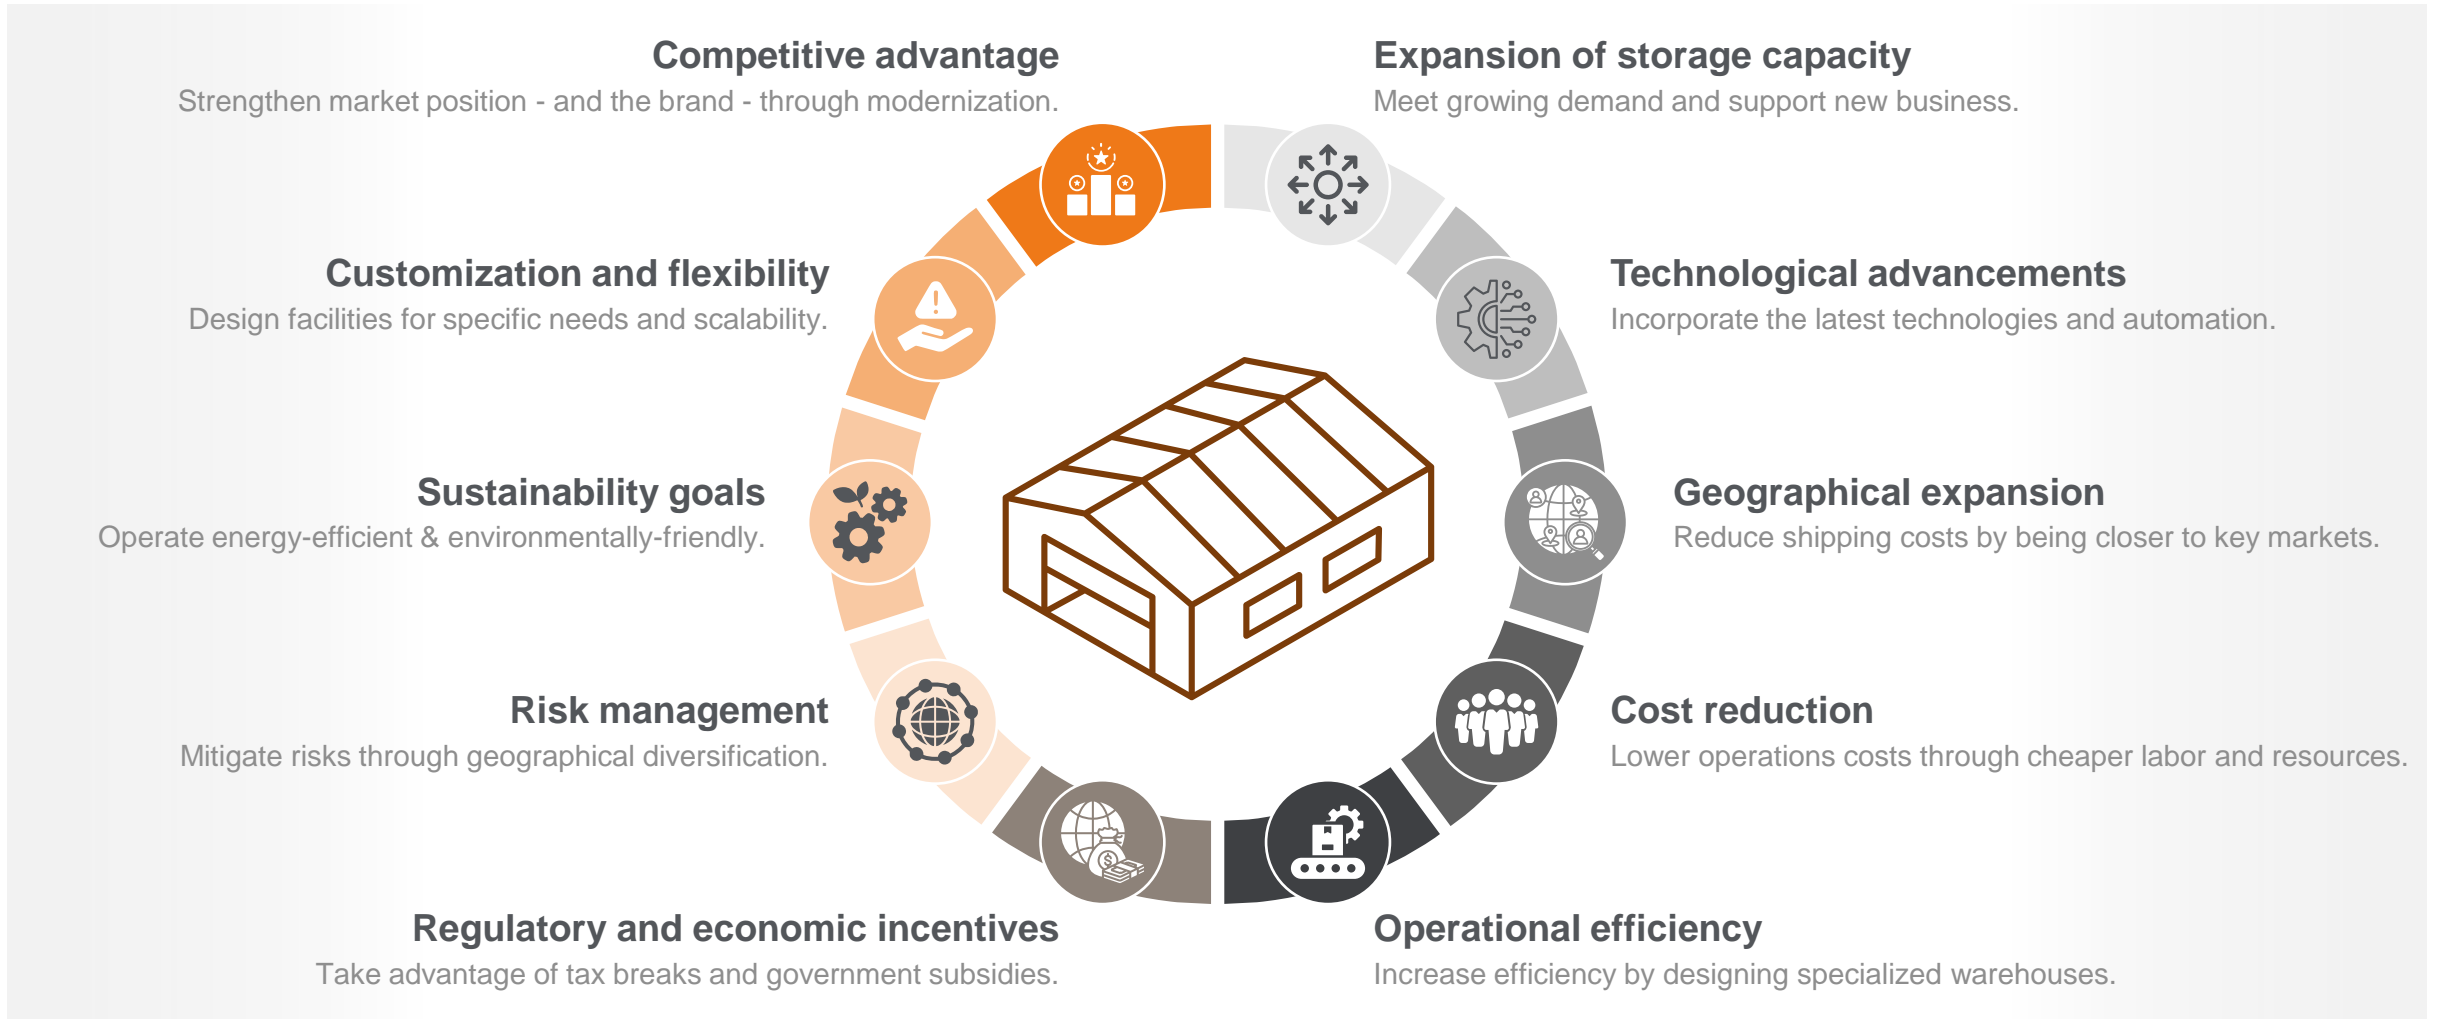 Competitive advantage
Strengthen market position - and the brand - through modernization.
Expansion of storage capacity
Meet growing demand and support new business.
Customization and flexibility
Design facilities for specific needs and scalability.
Technological advancements
Incorporate the latest technologies and automation.
Sustainability goals
Operate energy-efficient & environmentally-friendly.
Geographical expansion
Reduce shipping costs by being closer to key markets.
Risk management
Mitigate risks through geographical diversification.
Cost reduction
Lower operations costs through cheaper labor and resources.
Regulatory and economic incentives
Take advantage of tax breaks and government subsidies.
Operational efficiency
Increase efficiency by designing specialized warehouses.